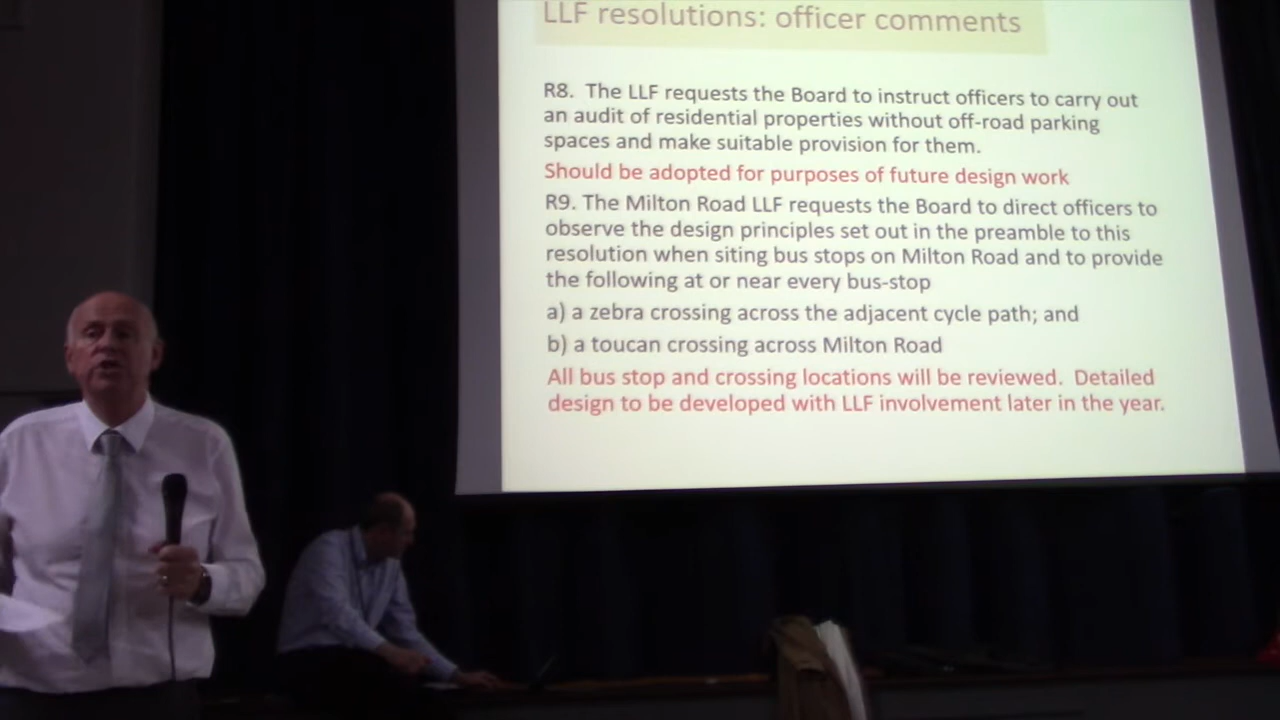 LLF resolutions: officer comments
R8. The LLF requests the Board to instruct officers to carry out
an audit of residential properties without off-road parking
spaces and make suitable provision for them.
Should be adopted for purposes of future design work
R9. The Milton Road LLF requests the Board to direct officers to
observe the design principles set out in the preamble to this
resolution when siting bus stops on Milton Road and to provide
the following at or near every bus-stop
a) a zebra crossing across the adjacent cycle path; and
b) a toucan crossing across Milton Road
All bus stop and crossing locations will be reviewed. Detailed
design to be developed with LLF involvement later in the year.